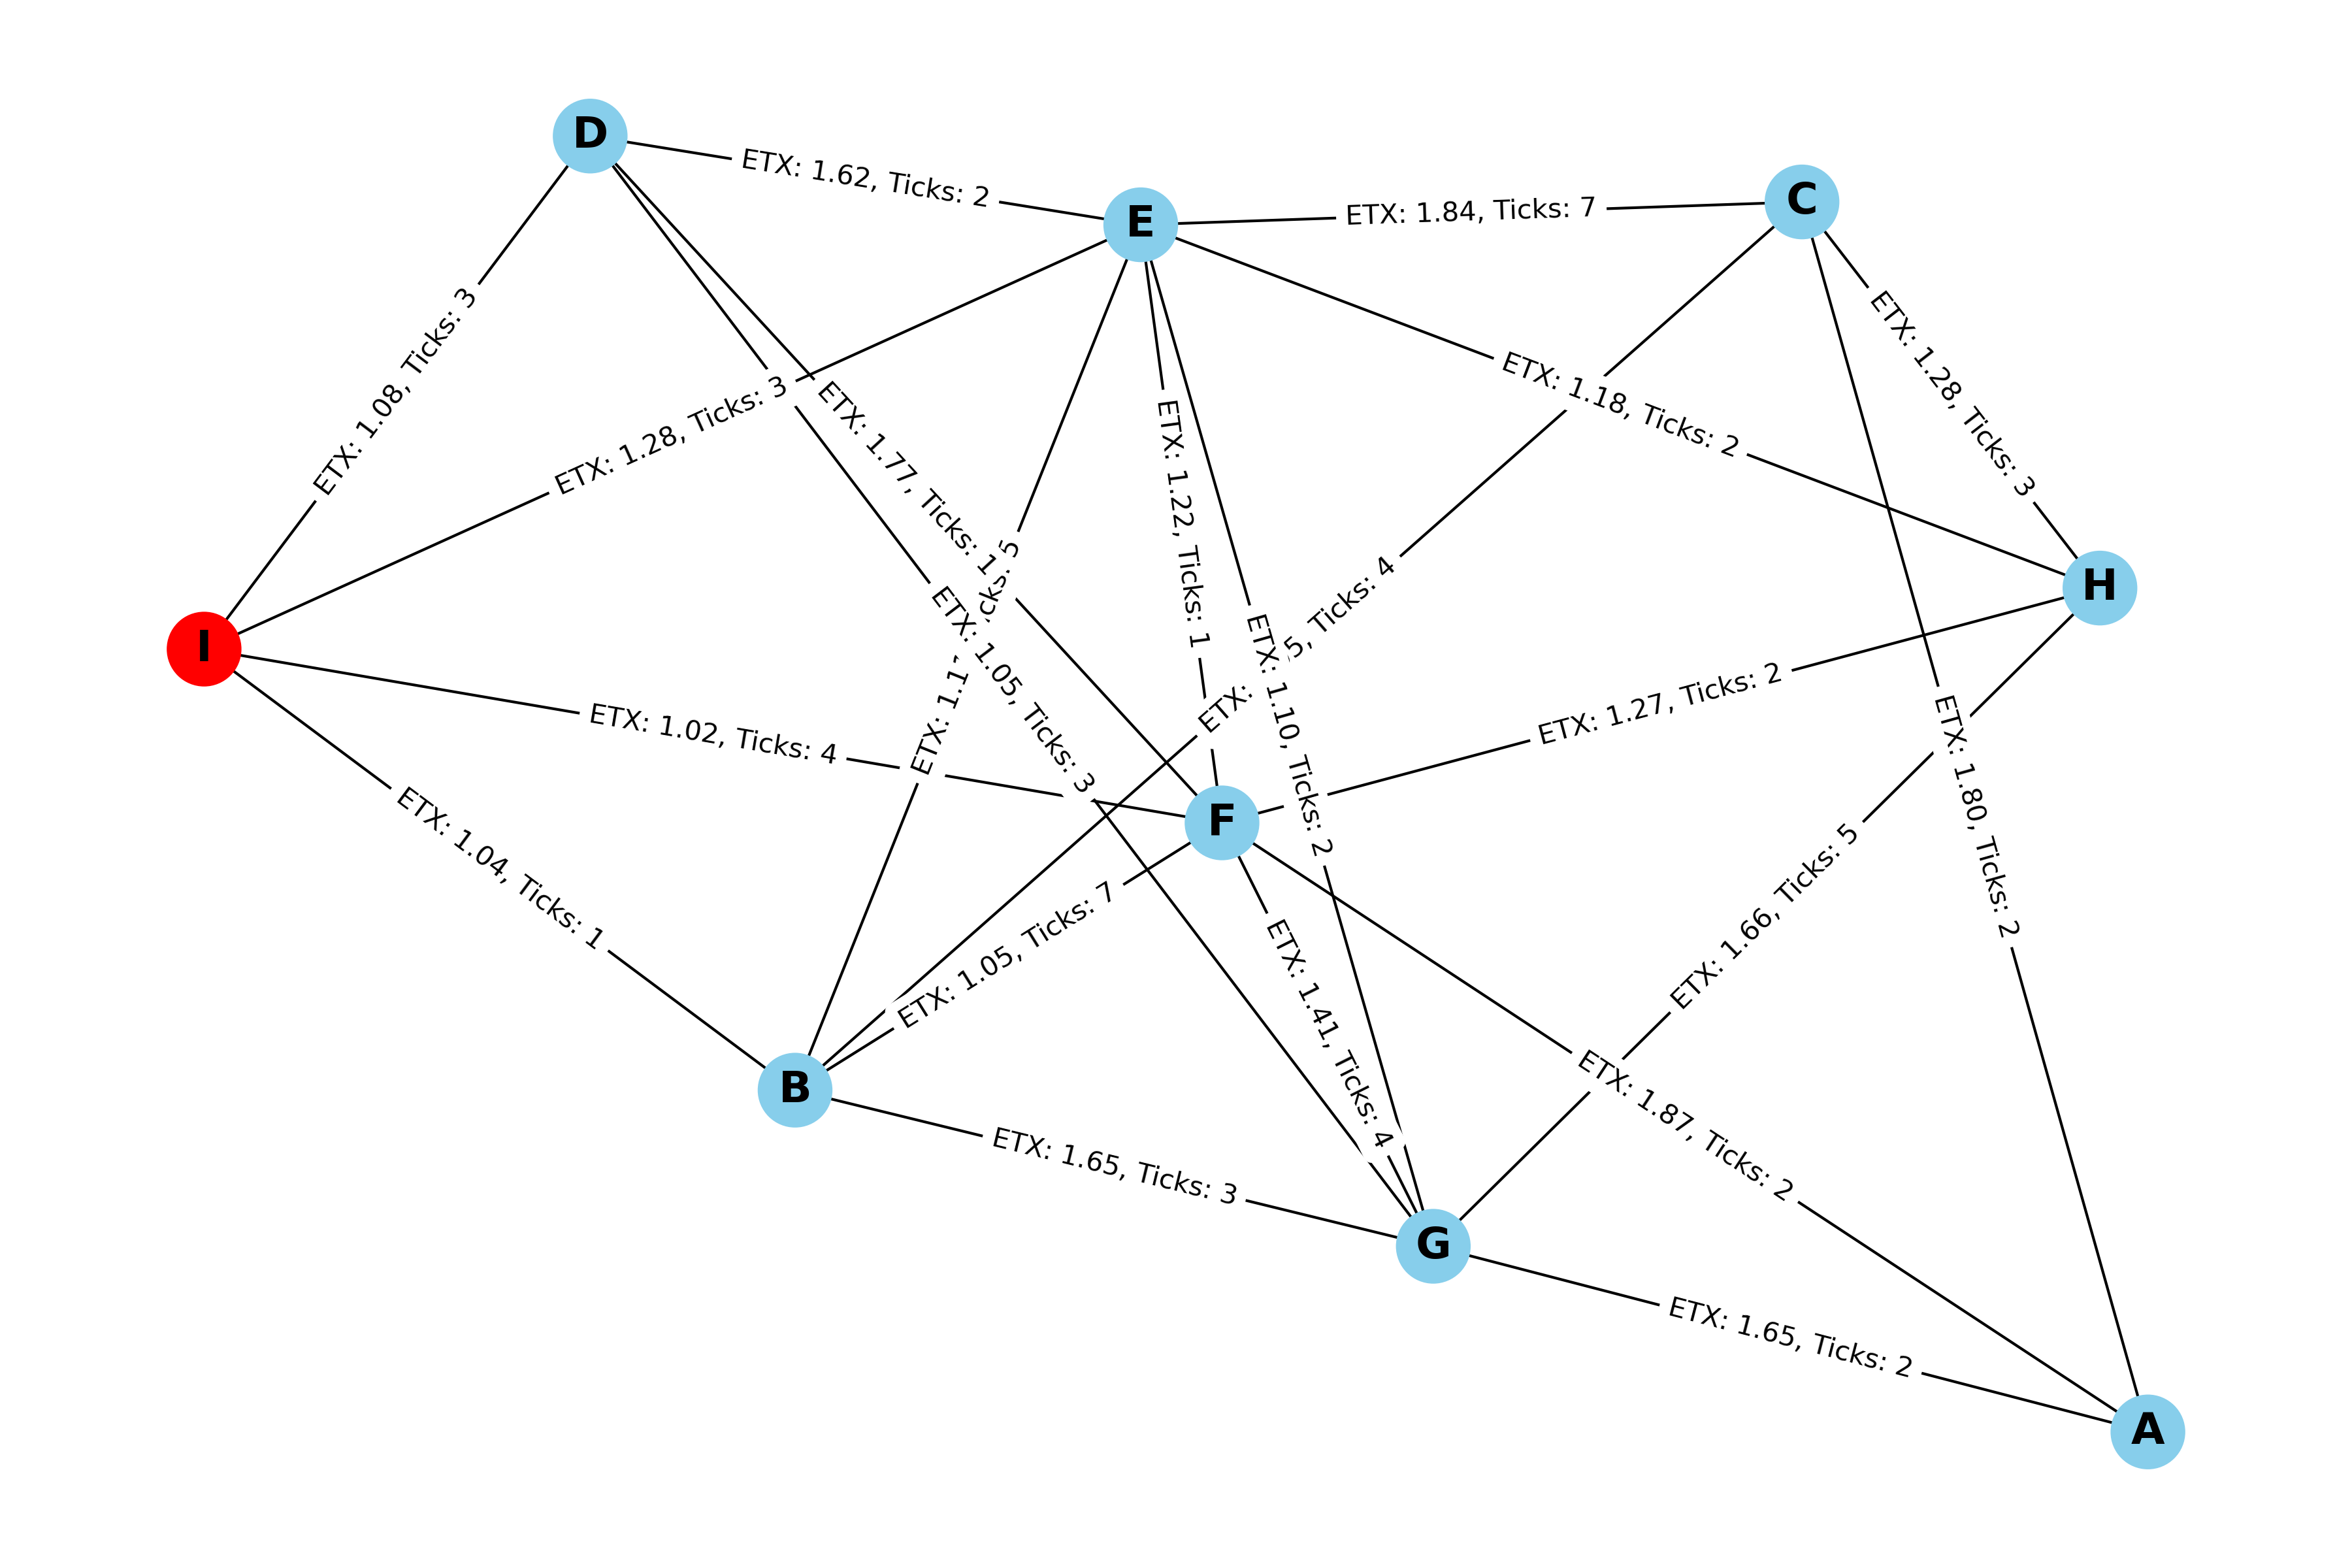 D
ETX: 1.62, Ticks: 2
E
ETX: 1.84, Ticks: 7
C
ETX: 1.08, Ticks: 3
ETX: 1.28, Ticks: 3
ETX: 1.77, Ticks: 1
ETX: 1.22, Ticks: 1
ETX: 1.18, Ticks: 2
ETX: 1.28, Ticks: 3
I
ETX: 1.1
5
ETX: 1.05, Ticks: 3
ETX: 1.10, Ticks: 2
ETX:
5, Ticks: 4
H
ETX: 1.02, Ticks: 4
F
ETX: 1.27, Ticks: 2
ETX: 1.80, Ticks: 2
ETX: 1.04, Ticks: 1
ETX: 1.05, Ticks: 7
ETX: 1.41, Ticks: 4
ETX: 1.66, Ticks: 5
B
ETX: 1.65, Ticks: 3
ETX: 1.87, Ticks: 2
G
ETX: 1.65, Ticks: 2
A